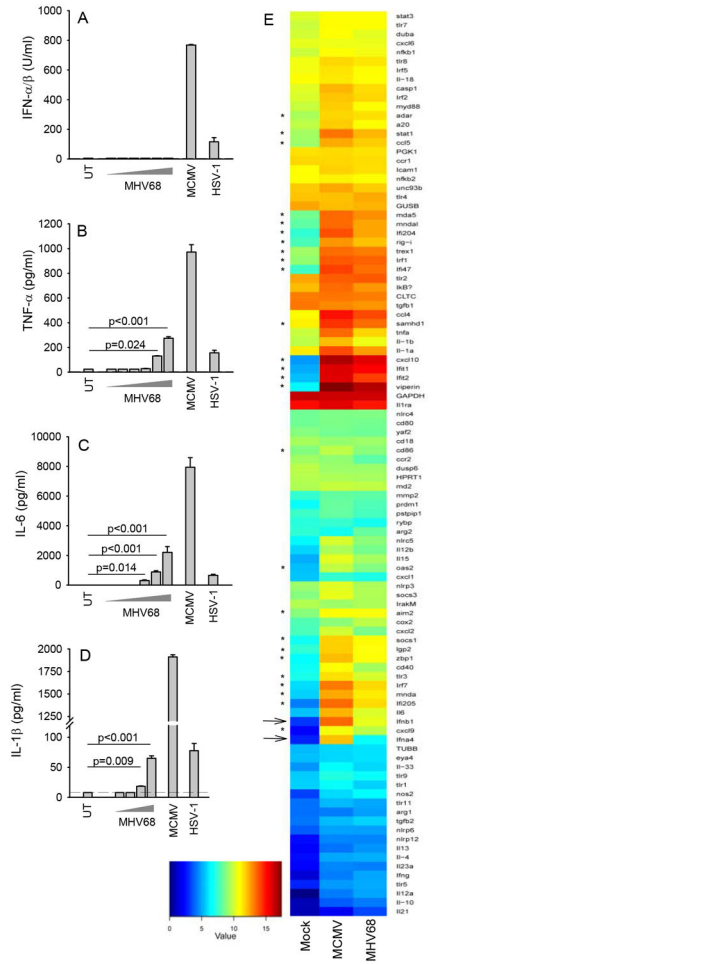 A
IFN-α/β (U/ml)
1000
800
600
400
200
0
UT
MHV68
MCMV
HSV-1
B
TNF-α (pg/ml)
1200
1000
800
600
400
200
0
p<0.001
p=0.024
UT
MHV68
MCMV
HSV-1
C
IL-6 (pg/ml)
10000
8000
6000
4000
2000
0
p<0.001
p<0.001
p=0.014
UT
MHV68
MCMV
HSV-1
D
IL-1β (pg/ml)
2000
1750
1500
1250
100
50
0
p<0.001
p=0.009
UT
MHV68
MCMV
HSV-1
0 5 10 15
Value
E
stat3
tlr7
duba
cxcl6
nfkb1
tlr8
Irf5
Il-18
casp1
Irf2
myd88
* adar
a20
* stat1
* ccl5
PGK1
ccr1
Icam1
nfkb2
unc93b
tlr4
GUSB
* mda5
* mndal
* Ifi204
* rig-i
* trex1
* Irf1
* Ifi47
tlr2
IkB?
CLTC
tgfb1
ccl4
* samhd1
tnfa
Il-1b
Il-1a
* cxcl10
* Ifit1
* Ifit2
* viperin
GAPDH
Il1ra
nlrc4
cd80
yaf2
cd18
* cd86
ccr2
dusp6
HPRT1
md2
mmp2
prdm1
pstpip1
rybp
arg2
nlrc5
Il12b
Il15
* oas2
cxcl1
nlrp3
socs3
IrakM
* aim2
cox2
cxcl2
* socs1
* lgp2
* zbp1
cd40
* tlr3
* Irf7
* mnda
* Ifi205
Il6
Ifnb1
* cxcl9
Ifna4
TUBB
eya4
Il-33
tlr9
tlr1
nos2
tlr11
arg1
tgfb2
nlrp6
nlrp12
Il13
Il-4
Il23a
Ifng
tlr5
Il12a
Il-10
Il21
Mock
MCMV
MHV68